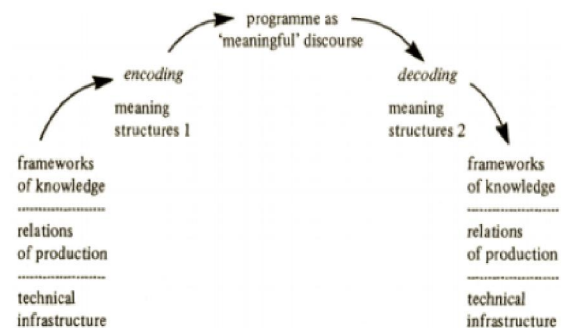 programme as
‘meaningful’ discourse
encoding
decoding
meaning
structures 1
meaning
structures 2
frameworks
of knowledge
relations
of production
technical
infrastructure
frameworks
of knowledge
relations
of production
technical
infrastructure